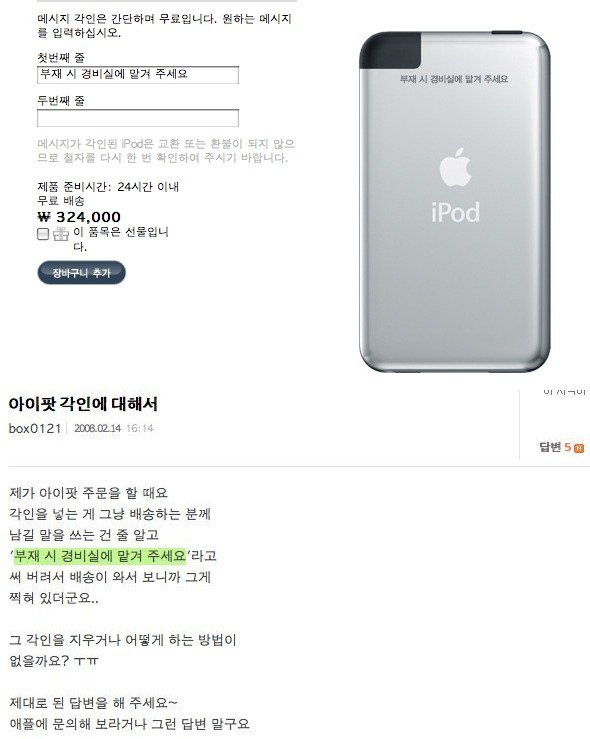 메시지 각인은 간단하며 무료입니다. 원하는 메시지
를 입력하십시오.
첫번째 줄
부재 시 경비실에 맡겨 주세요
두번째 줄
메시지가 각인된 iPod은 교환 또는 환불이 되지 않으
므로 철자를 다시 한 번 확인하여 주시기 바랍니다.
제품 준비시간: 24시간 이내
무료 배송
₩ 324,000
이 품목은 선물입니
다.
장바구니 추가
부재 시 경비실에 맡겨 주세요
iPod
아이팟 각인에 대해서
box0121 2008.02.14 16:14
답변 5
제가 아이팟 주문을 할 때요
각인을 넣는 게 그냥 배송하는 분께
남길 말을 쓰는 건 줄 알고
'부재 시 경비실에 맡겨 주세요'라고
써 버려서 배송이 와서 보니까 그게
찍혀 있더군요..
그 각인을 지우거나 어떻게 하는 방법이
없을까요? ㅜㅠ
제대로 된 답변을 해 주세요~
애플에 문의해 보라거나 그런 답변 말구요